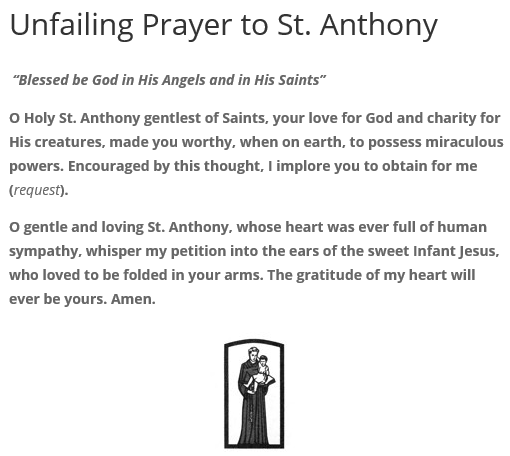 Unfailing Prayer to St. Anthony
“Blessed be God in His Angels and in His Saints”
O Holy St. Anthony gentlest of Saints, your love for God and charity for
His creatures, made you worthy, when on earth, to possess miraculous
powers. Encouraged by this thought, I implore you to obtain for me
(request).
O gentle and loving St. Anthony, whose heart was ever full of human
sympathy, whisper my petition into the ears of the sweet Infant Jesus,
who loved to be folded in your arms. The gratitude of my heart will
ever be yours. Amen.